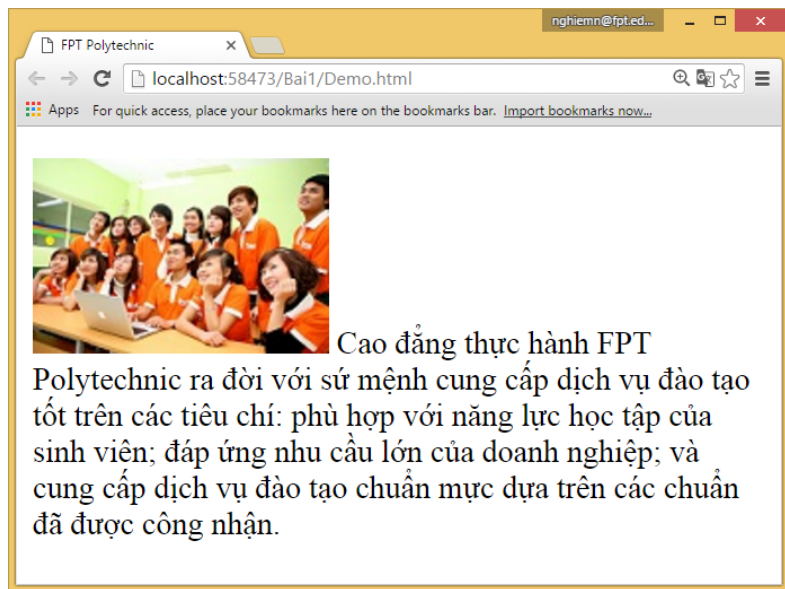 nghiemn@fpt.ed...
FPT Polytechnic
localhost:58473/Bai1/Demo.html
Apps For quick access, place your bookmarks here on the bookmarks bar. Import bookmarks now...
Cao đẳng thực hành FPT
Polytechnic ra đời với sứ mệnh cung cấp dịch vụ đào tạo
tốt trên các tiêu chí: phù hợp với năng lực học tập của
sinh viên; đáp ứng nhu cầu lớn của doanh nghiệp; và
cung cấp dịch vụ đào tạo chuẩn mực dựa trên các chuẩn
đã được công nhận.